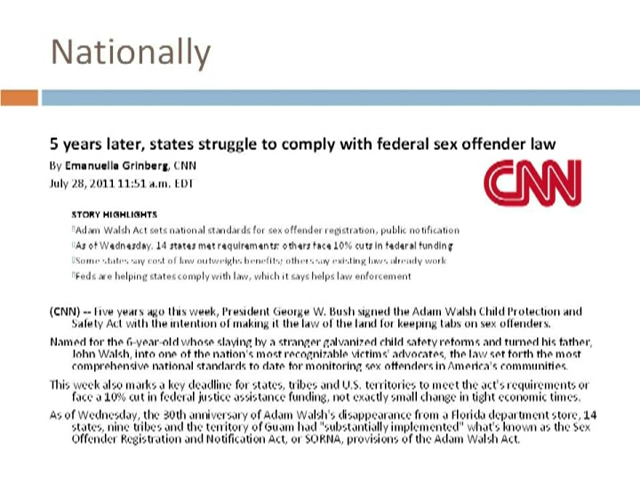 Nationally
5 years later, states struggle to comply with federal sex offender law
By Emanuella Grinberg, CNN
July 28, 2011 11:51 a.m. EDT
CNN
STORY HIGHLIGHTS
Adam Walsh Act sets national standards for sex offender registration, public notification
As of Wednesday, 14 states met requirements; others face 10% cuts in federal funding
Some states say cost of law outweighs benefits; others say existing laws already work
Feds are helping states comply with law, which it says helps law enforcement
(CNN) -- Five years ago this week, President George W. Bush signed the Adam Walsh Child Protection and
Safety Act with the intention of making it the law of the land for keeping tabs on sex offenders.
Named for the 6-year-old whose slaying by a stranger galvanized child safety reforms and turned his father,
John Walsh, into one of the nation's most recognizable victims' advocates, the law set forth the most
comprehensive national standards to date for monitoring sex offenders in America's communities.
This week also marks a key deadline for states, tribes and U.S. territories to meet the act's requirements or
face a 10% cut in federal justice assistance funding, not exactly small change in tight economic times.
As of Wednesday, the 30th anniversary of Adam Walsh's disappearance from a Florida department store, 14
states, nine tribes and the territory of Guam had "substantially implemented" what's known as the Sex
Offender Registration and Notification Act, or SORNA, provisions of the Adam Walsh Act.